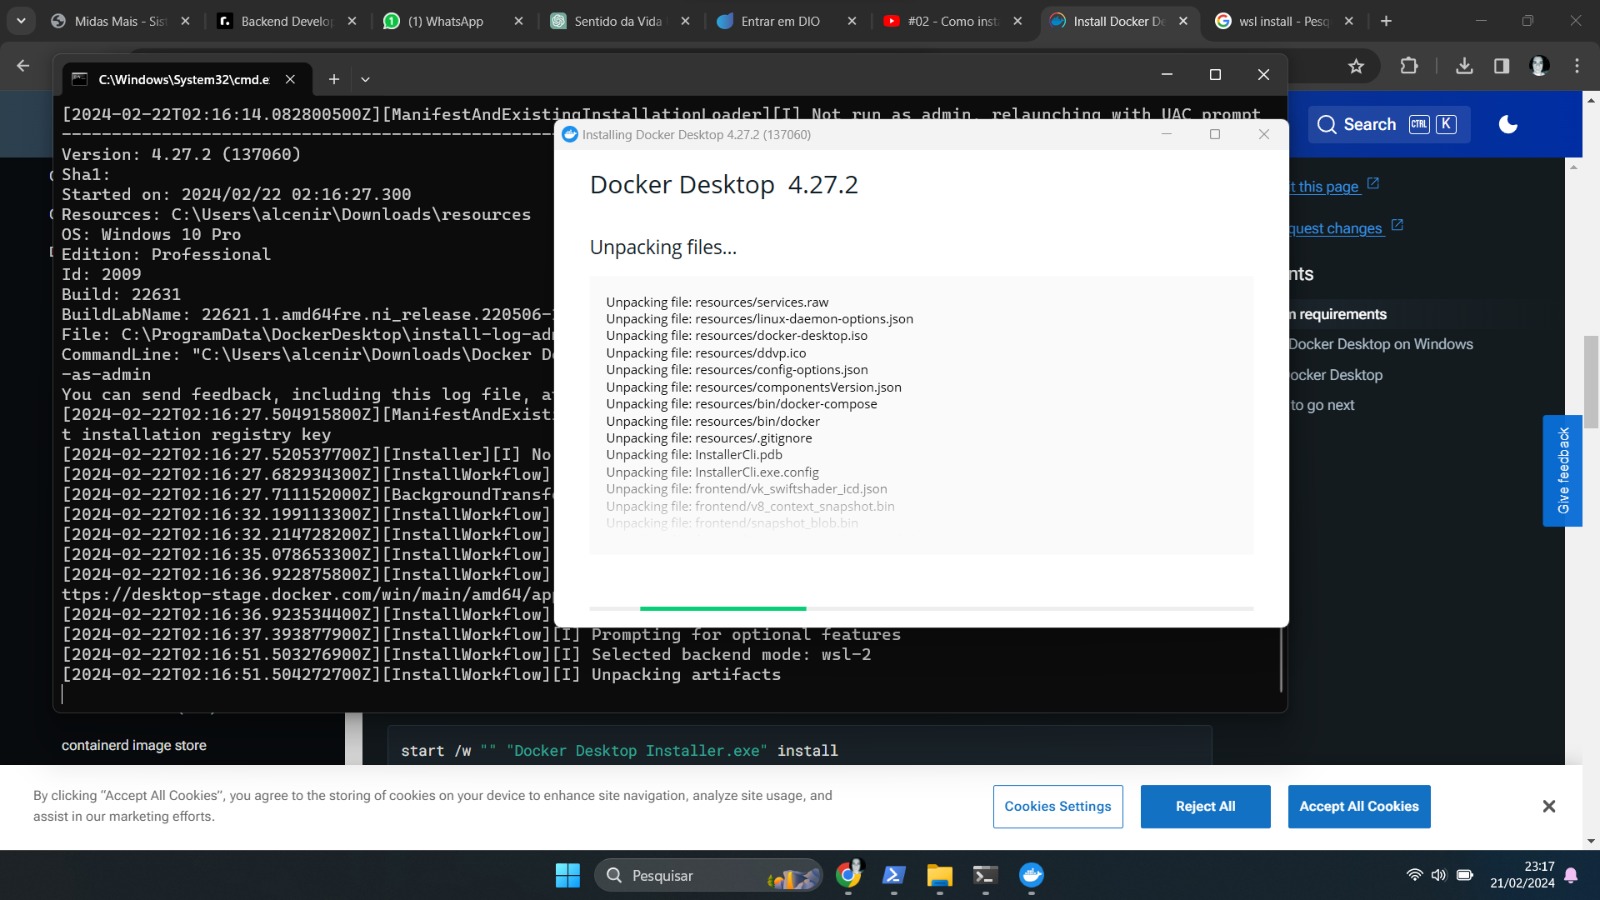 Midas Mais - Sis
Backend Develo
(1) WhatsApp
Sentido da Vida
Entrar em DIO
#02 - Como inst
Install Docker De
wsl install - Pesq
C:\Windows\System32\cmd.e
[2024-02-22T02:16:14.082800500Z][ManifestAndExistingInstallationLoader][I] Not run as admin, relaunching with UAC prompt
Version: 4.27.2 (137060)
Sha1:
Started on: 2024/02/22 02:16:27.300
Resources: C:\Users\alcenir\Downloads\resources
OS: Windows 10 Pro
Edition: Professional
Id: 2009
Build: 22631
BuildLabName: 22621.1.amd64fre.ni_release.220506-
File: C:\ProgramData\DockerDesktop\install-log-ad
CommandLine: "C:\Users\alcenir\Downloads\Docker D
-as-admin
You can send feedback, including this log file, a
[2024-02-22T02:16:27.504915800Z][ManifestAndExist
t installation registry key
[2024-02-22T02:16:27.520537700Z][Installer][I] No
[2024-02-22T02:16:27.682934300Z][InstallWorkflow]
[2024-02-22T02:16:27.711152000Z][BackgroundTransf
[2024-02-22T02:16:32.199113300Z][InstallWorkflow]
[2024-02-22T02:16:32.214728200Z][InstallWorkflow]
[2024-02-22T02:16:35.078653300Z][InstallWorkflow]
[2024-02-22T02:16:36.922875800Z][InstallWorkflow]
ttps://desktop-stage.docker.com/win/main/amd64/ap
[2024-02-22T02:16:36.923534400Z][InstallWorkflow]
[2024-02-22T02:16:37.393877900Z][InstallWorkflow][I] Prompting for optional features
[2024-02-22T02:16:51.503276900Z][InstallWorkflow][I] Selected backend mode: wsl-2
[2024-02-22T02:16:51.504272700Z][InstallWorkflow][I] Unpacking artifacts
Installing Docker Desktop 4.27.2 (137060)
Docker Desktop 4.27.2
Unpacking files...
Unpacking file: resources/services.raw
Unpacking file: resources/linux-daemon-options.json
Unpacking file: resources/docker-desktop.iso
Unpacking file: resources/ddvp.ico
Unpacking file: resources/config-options.json
Unpacking file: resources/componentsVersion.json
Unpacking file: resources/bin/docker-compose
Unpacking file: resources/bin/docker
Unpacking file: resources/.gitignore
Unpacking file: InstallerCli.pdb
Unpacking file: InstallerCli.exe.config
Unpacking file: frontend/vk_swiftshader_icd.json
Unpacking file: frontend/v8_context_snapshot.bin
Unpacking file: frontend/snapshot_blob.bin
Search CTRL K
t this page
quest changes
nts
n requirements
Docker Desktop on Windows
ocker Desktop
to go next
Give feedback
containerd image store
start /w "" "Docker Desktop Installer.exe" install
By clicking “Accept All Cookies”, you agree to the storing of cookies on your device to enhance site navigation, analyze site usage, and
assist in our marketing efforts.
Cookies Settings
Reject All
Accept All Cookies
Pesquisar
23:17
21/02/2024